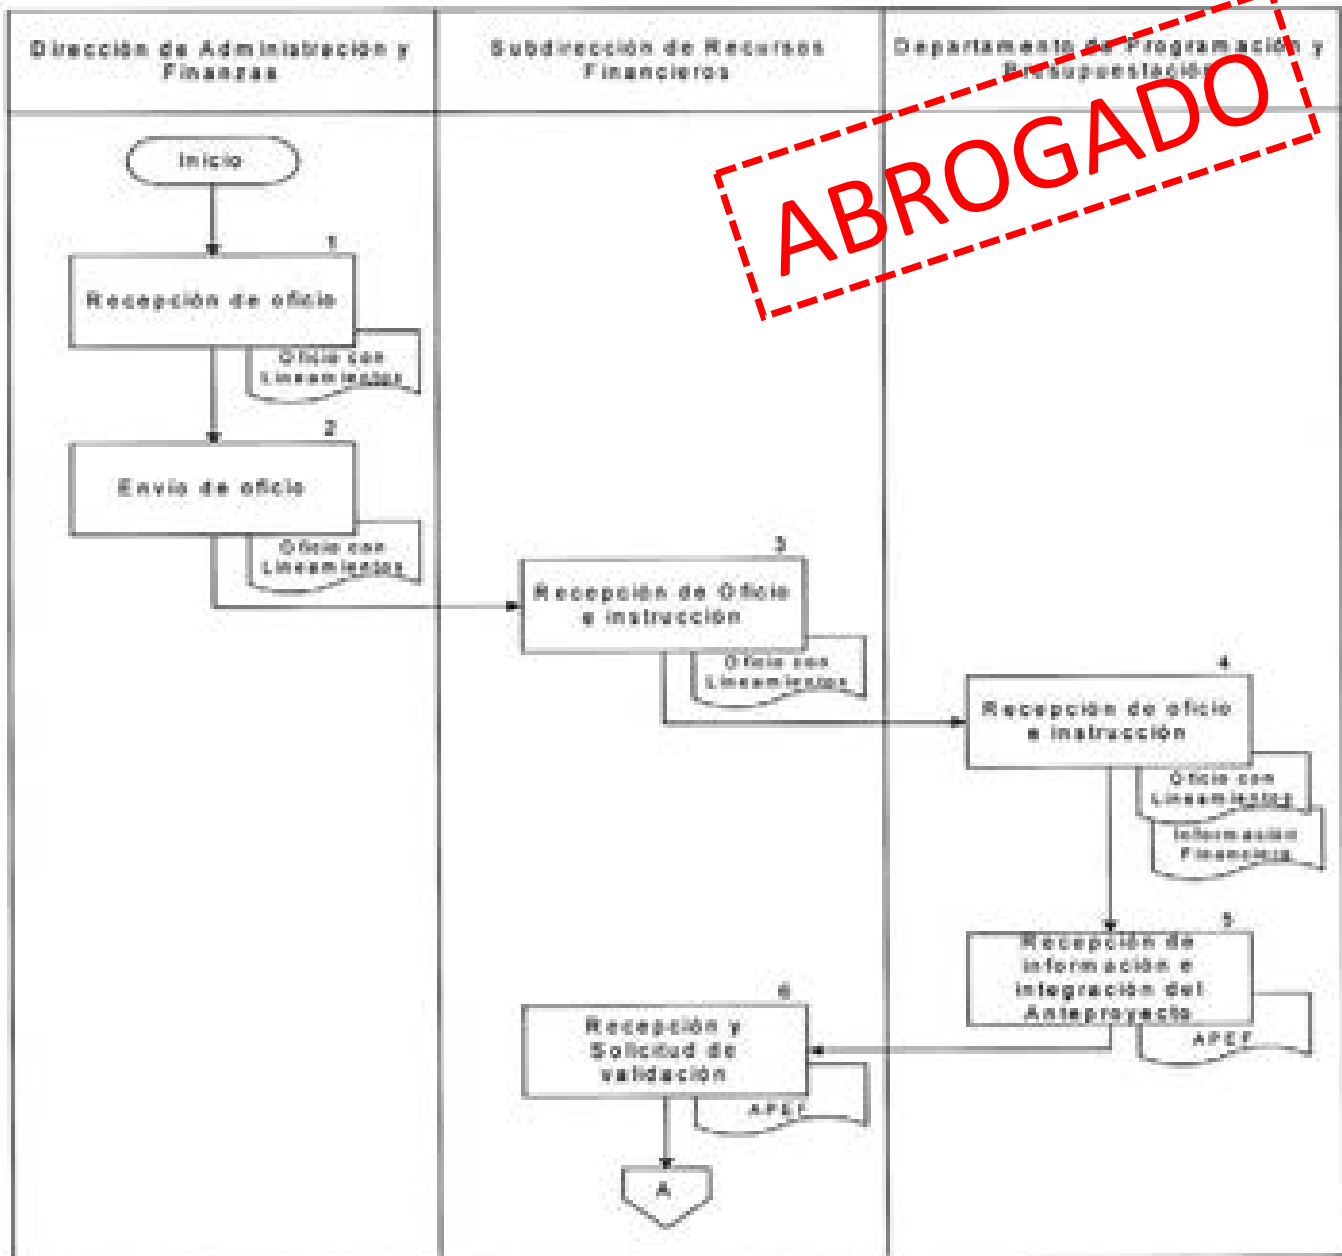 Dirección de Administración y
Finanzas
Subdirección de Recursos
Financieros
Departamento de Programación y
Presupuestación
ABROGADO
Inicio
1
Recepción de oficio
Oficio con
Lineamientos
2
Envío de oficio
Oficio con
Lineamientos
3
Recepción de Oficio
e instrucción
Oficio con
Lineamientos
4
Recepción de oficio
e instrucción
Oficio con
Lineamientos
Información
Financiera
5
Recepción de
información e
integración del
Anteproyecto
APEF
6
Recepción y
Solicitud de
validación
APEF
A